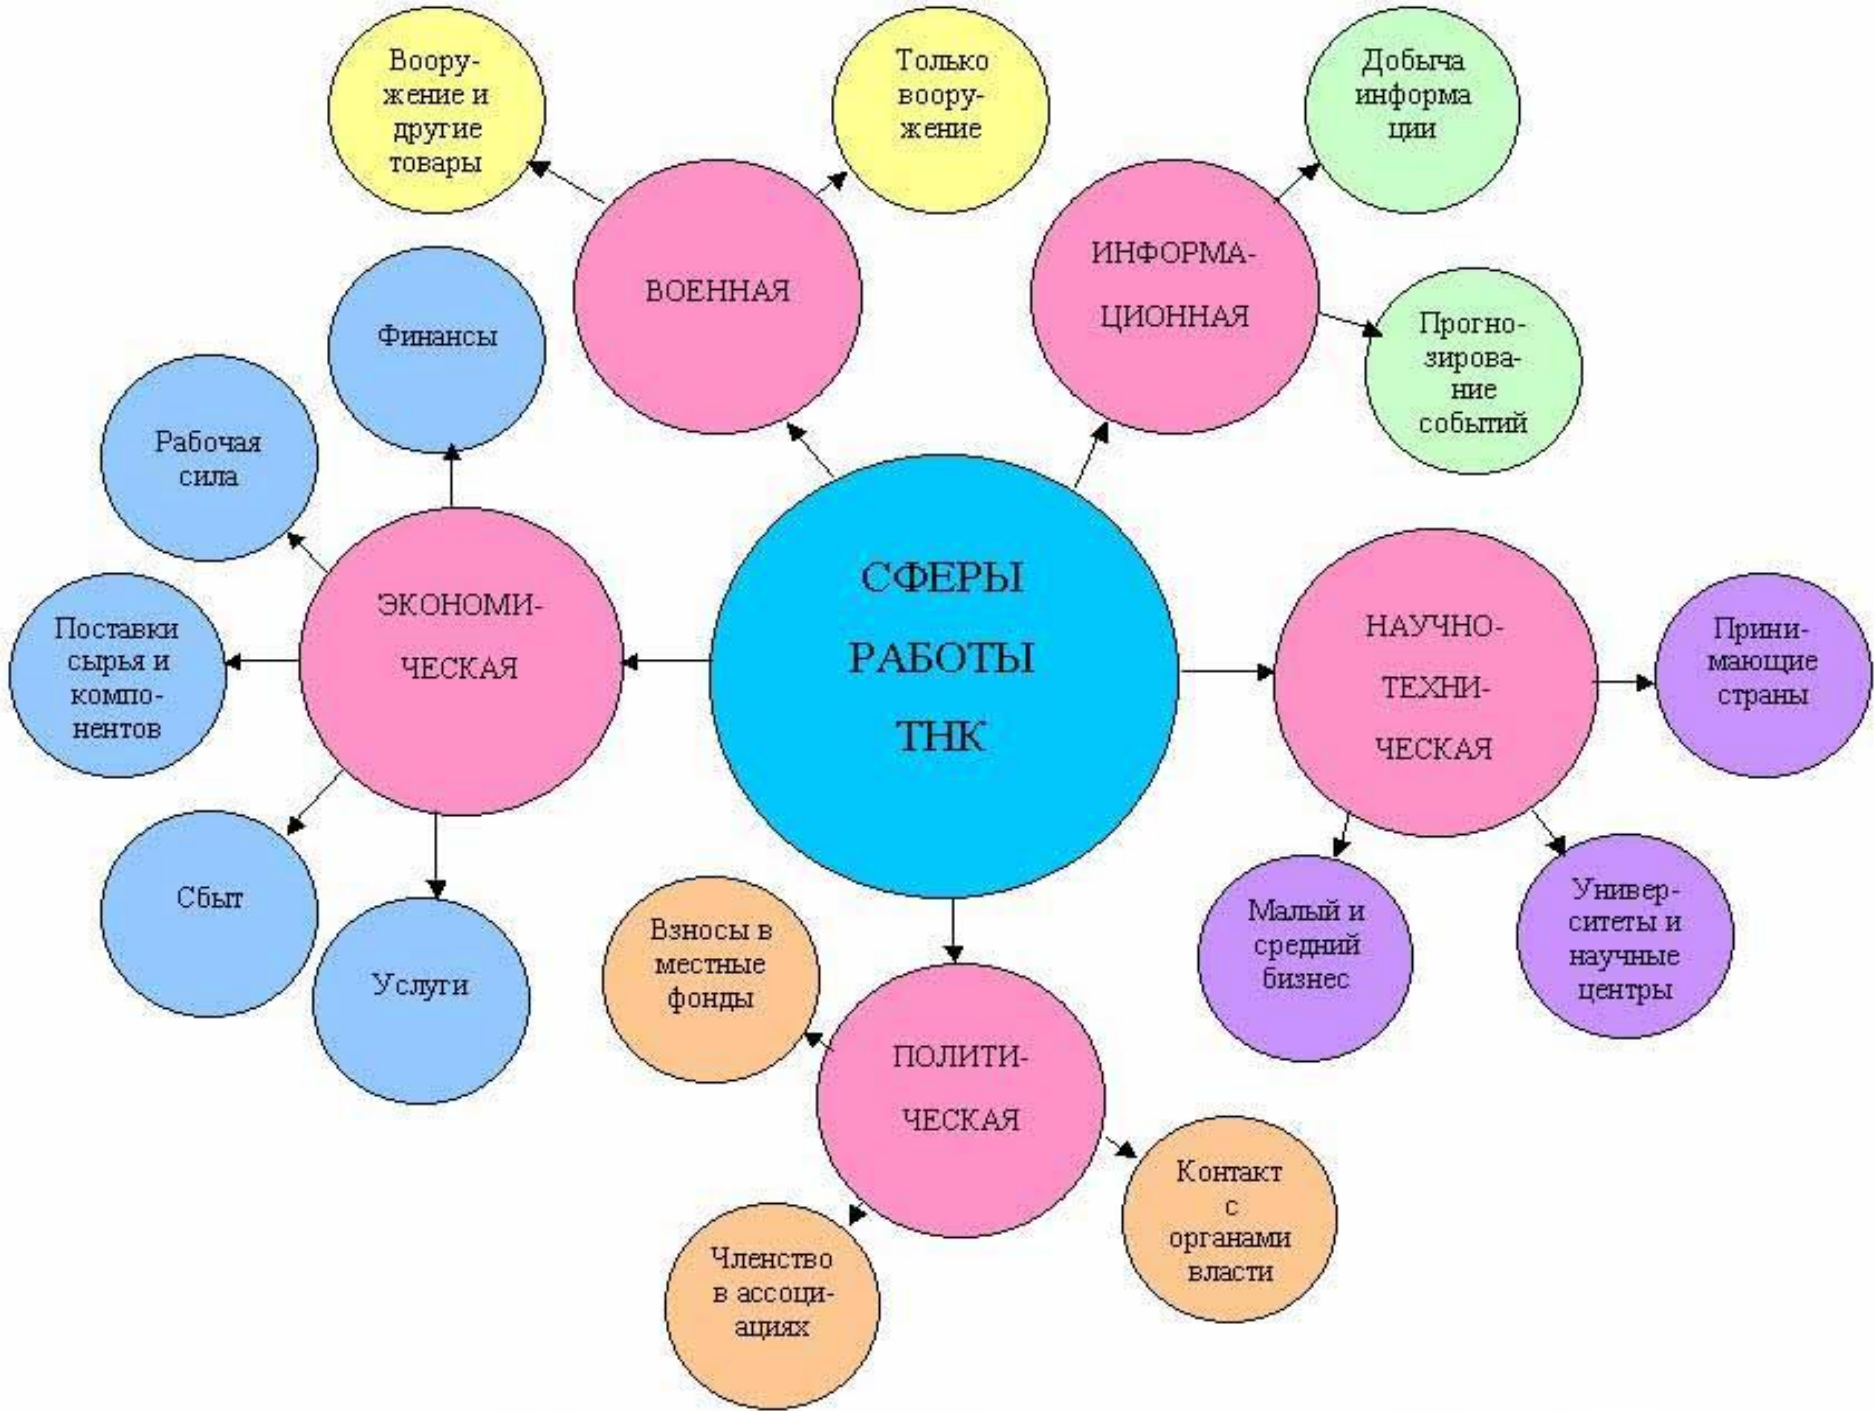 Воору-
жение и
другие
товары
Только
воору-
жение
Добыча
информа
ции
ВОЕННАЯ
ИНФОРМА-
ЦИОННАЯ
Прогно-
зирова-
ние
событий
Финансы
Рабочая
сила
ЭКОНОМИ-
ЧЕСКАЯ
Поставки
сырья и
компо-
нентов
Сбыт
Услуги
СФЕРЫ
РАБОТЫ
ТНК
НАУЧНО-
ТЕХНИ-
ЧЕСКАЯ
Прини-
мающие
страны
Малый и
средний
бизнес
Универ-
ситеты и
научные
центры
Взносы в
местные
фонды
ПОЛИТИ-
ЧЕСКАЯ
Контакт
с
органами
власти
Членство
в ассоци-
ациях